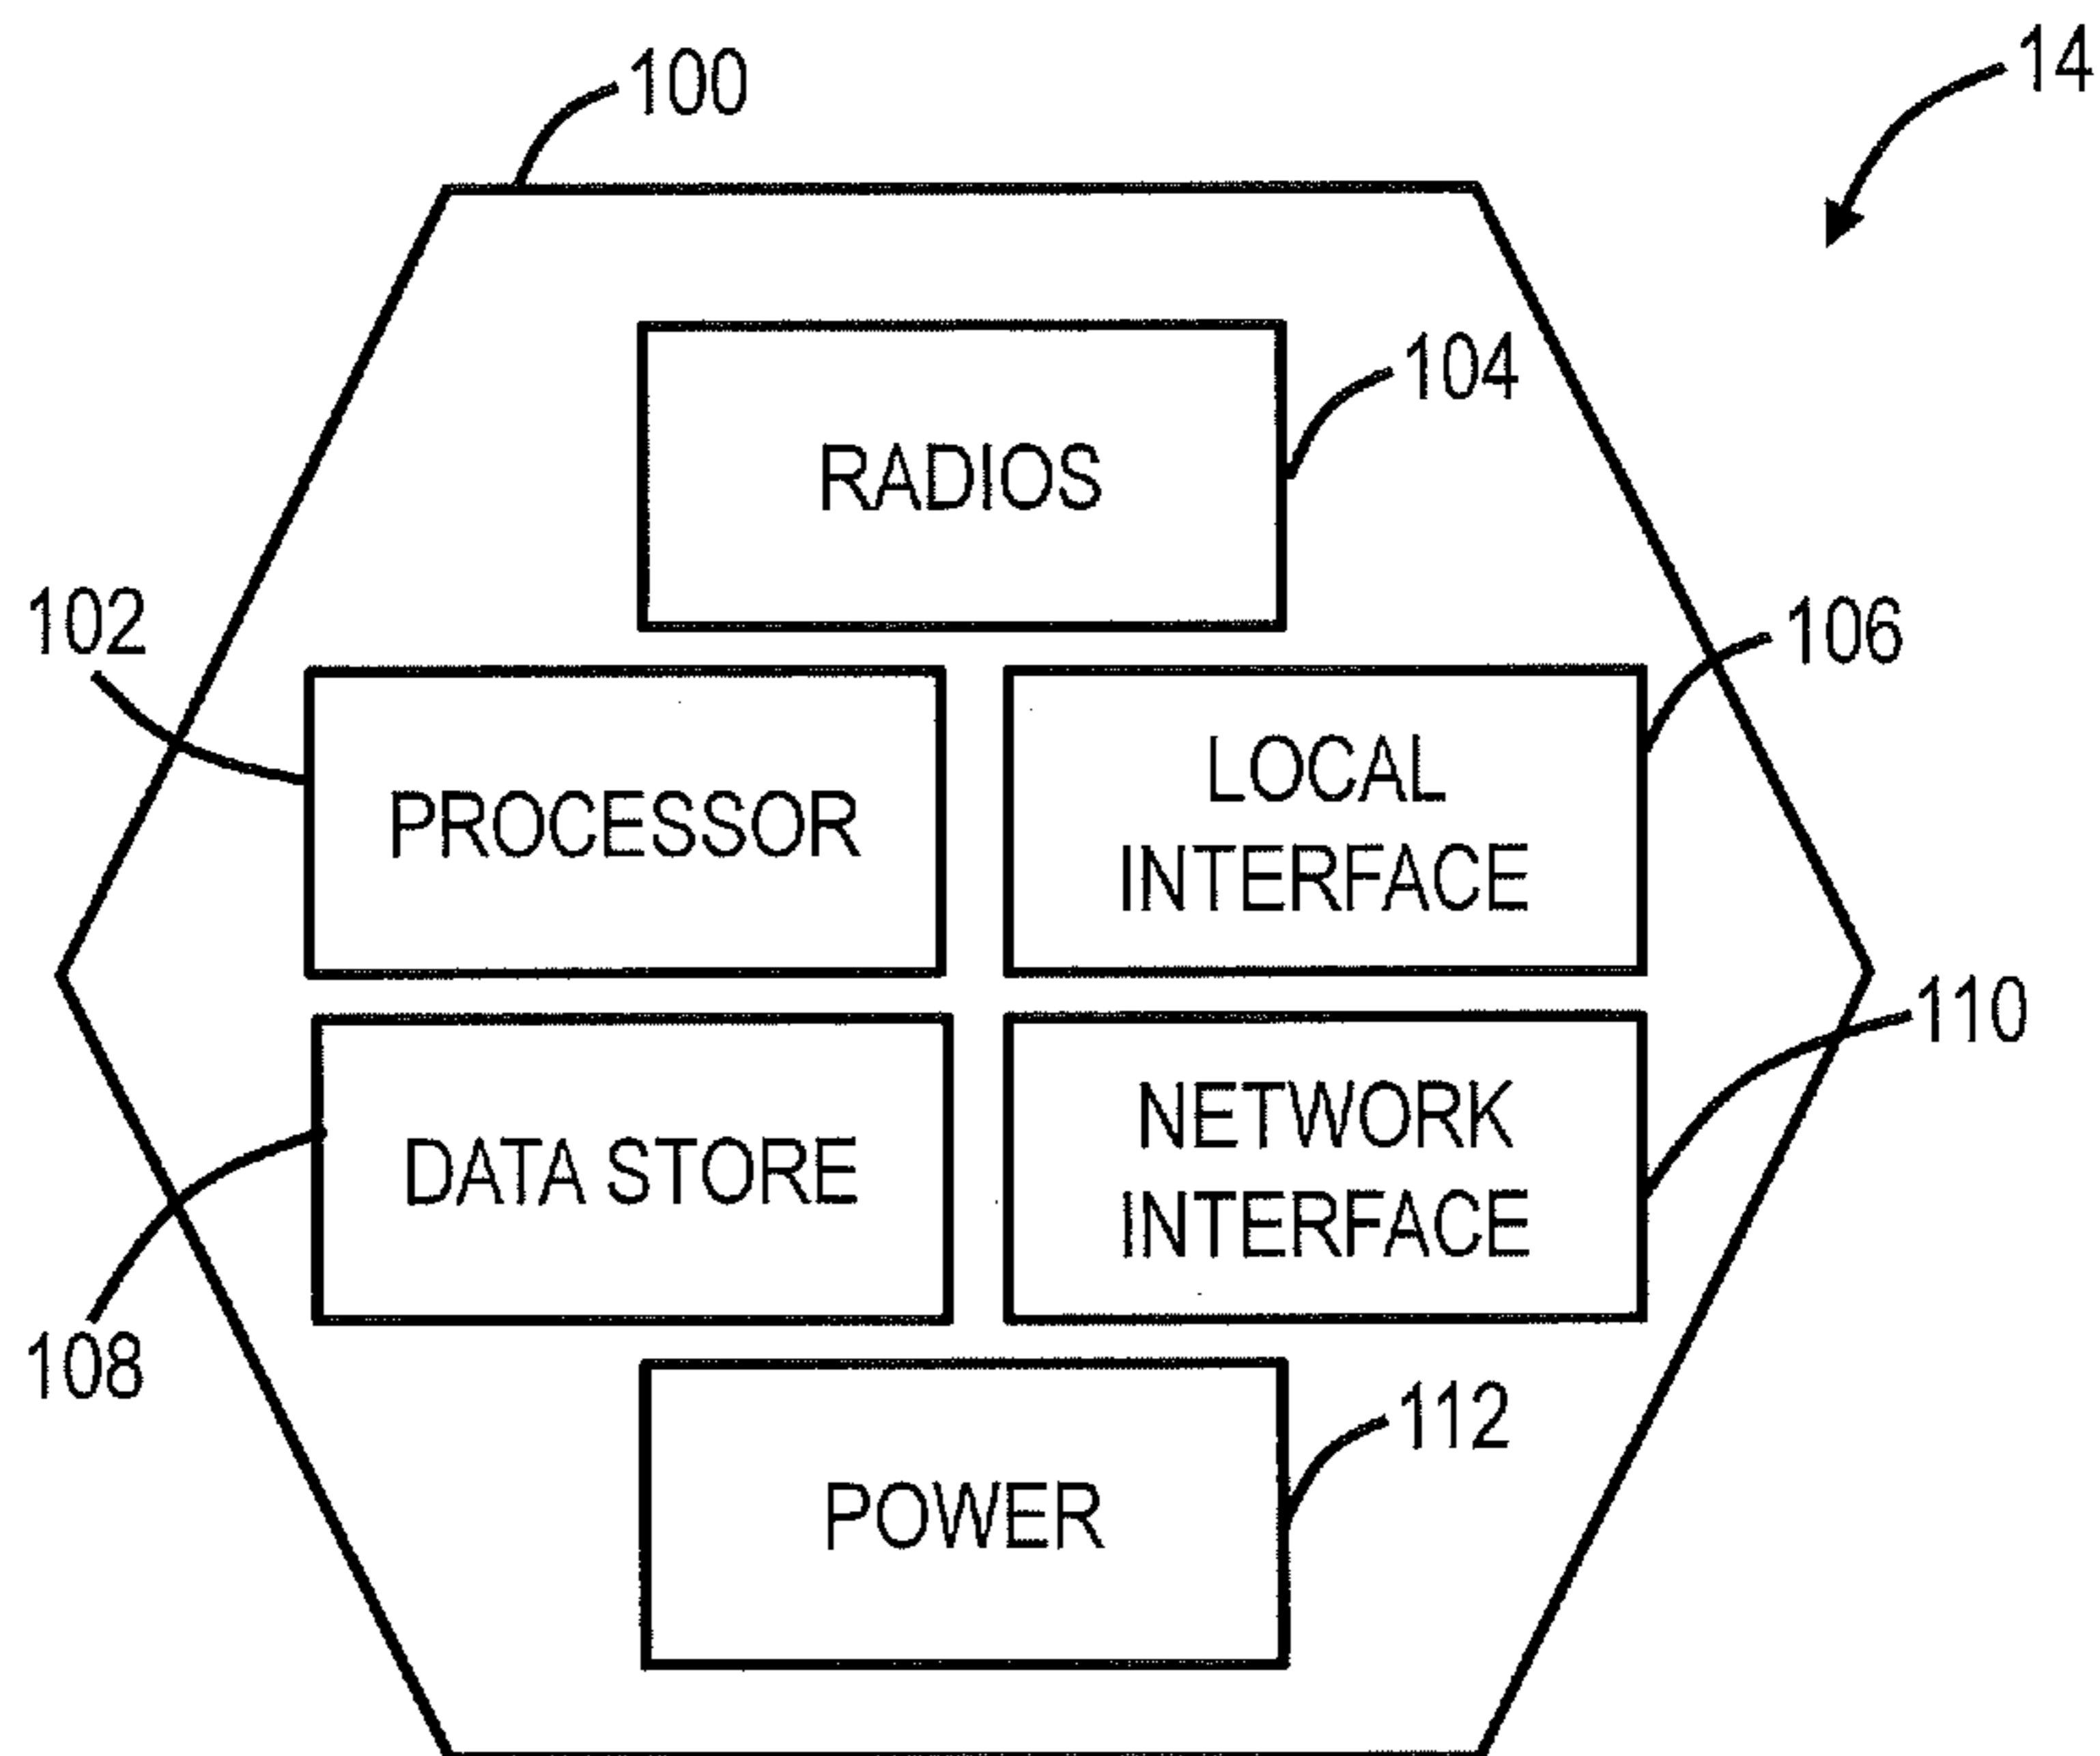 100
14
RADIOS
104
102
106
PROCESSOR
LOCAL
INTERFACE
110
DATA STORE
NETWORK
INTERFACE
108
POWER
112